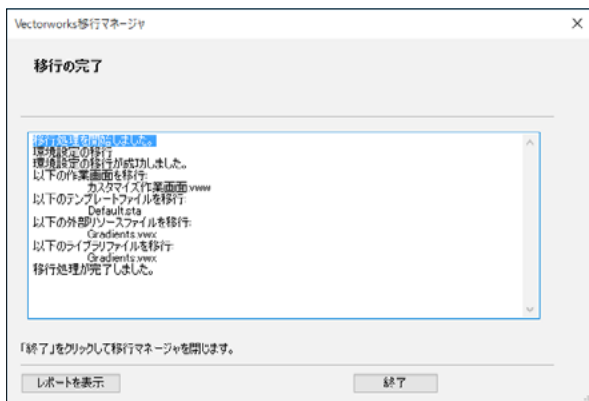 Vectorworks移行マネージャ
移行の完了
移行処理を開始しました。
環境設定の移行
環境設定の移行が成功しました。
以下の作業画面を移行:
カスタマイズ作業画面.vww
以下のテンプレートファイルを移行:
Default.sta
以下の外部リソースファイルを移行:
Gradients.vwx
以下のライブラリファイルを移行:
Gradients.vwx
移行処理が完了しました。
「終了」をクリックして移行マネージャを閉じます。
レポートを表示
終了